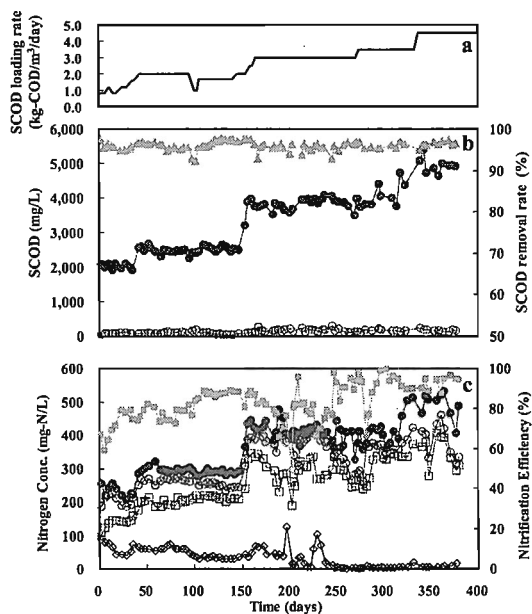 SCOD loading rate
(kg-COD/m³/day)
5.0
4.0
3.0
2.0
1.0
0.0
a
SCOD (mg/L)
6,000
5,000
4,000
3,000
2,000
1,000
0
b
100
90
80
70
60
50
SCOD removal rate (%)
Nitrogen Conc. (mg-N/L)
600
500
400
300
200
100
0
c
100
80
60
40
20
0
Nitrification Efficiency (%)
0 50 100 150 200 250 300 350 400
Time (days)